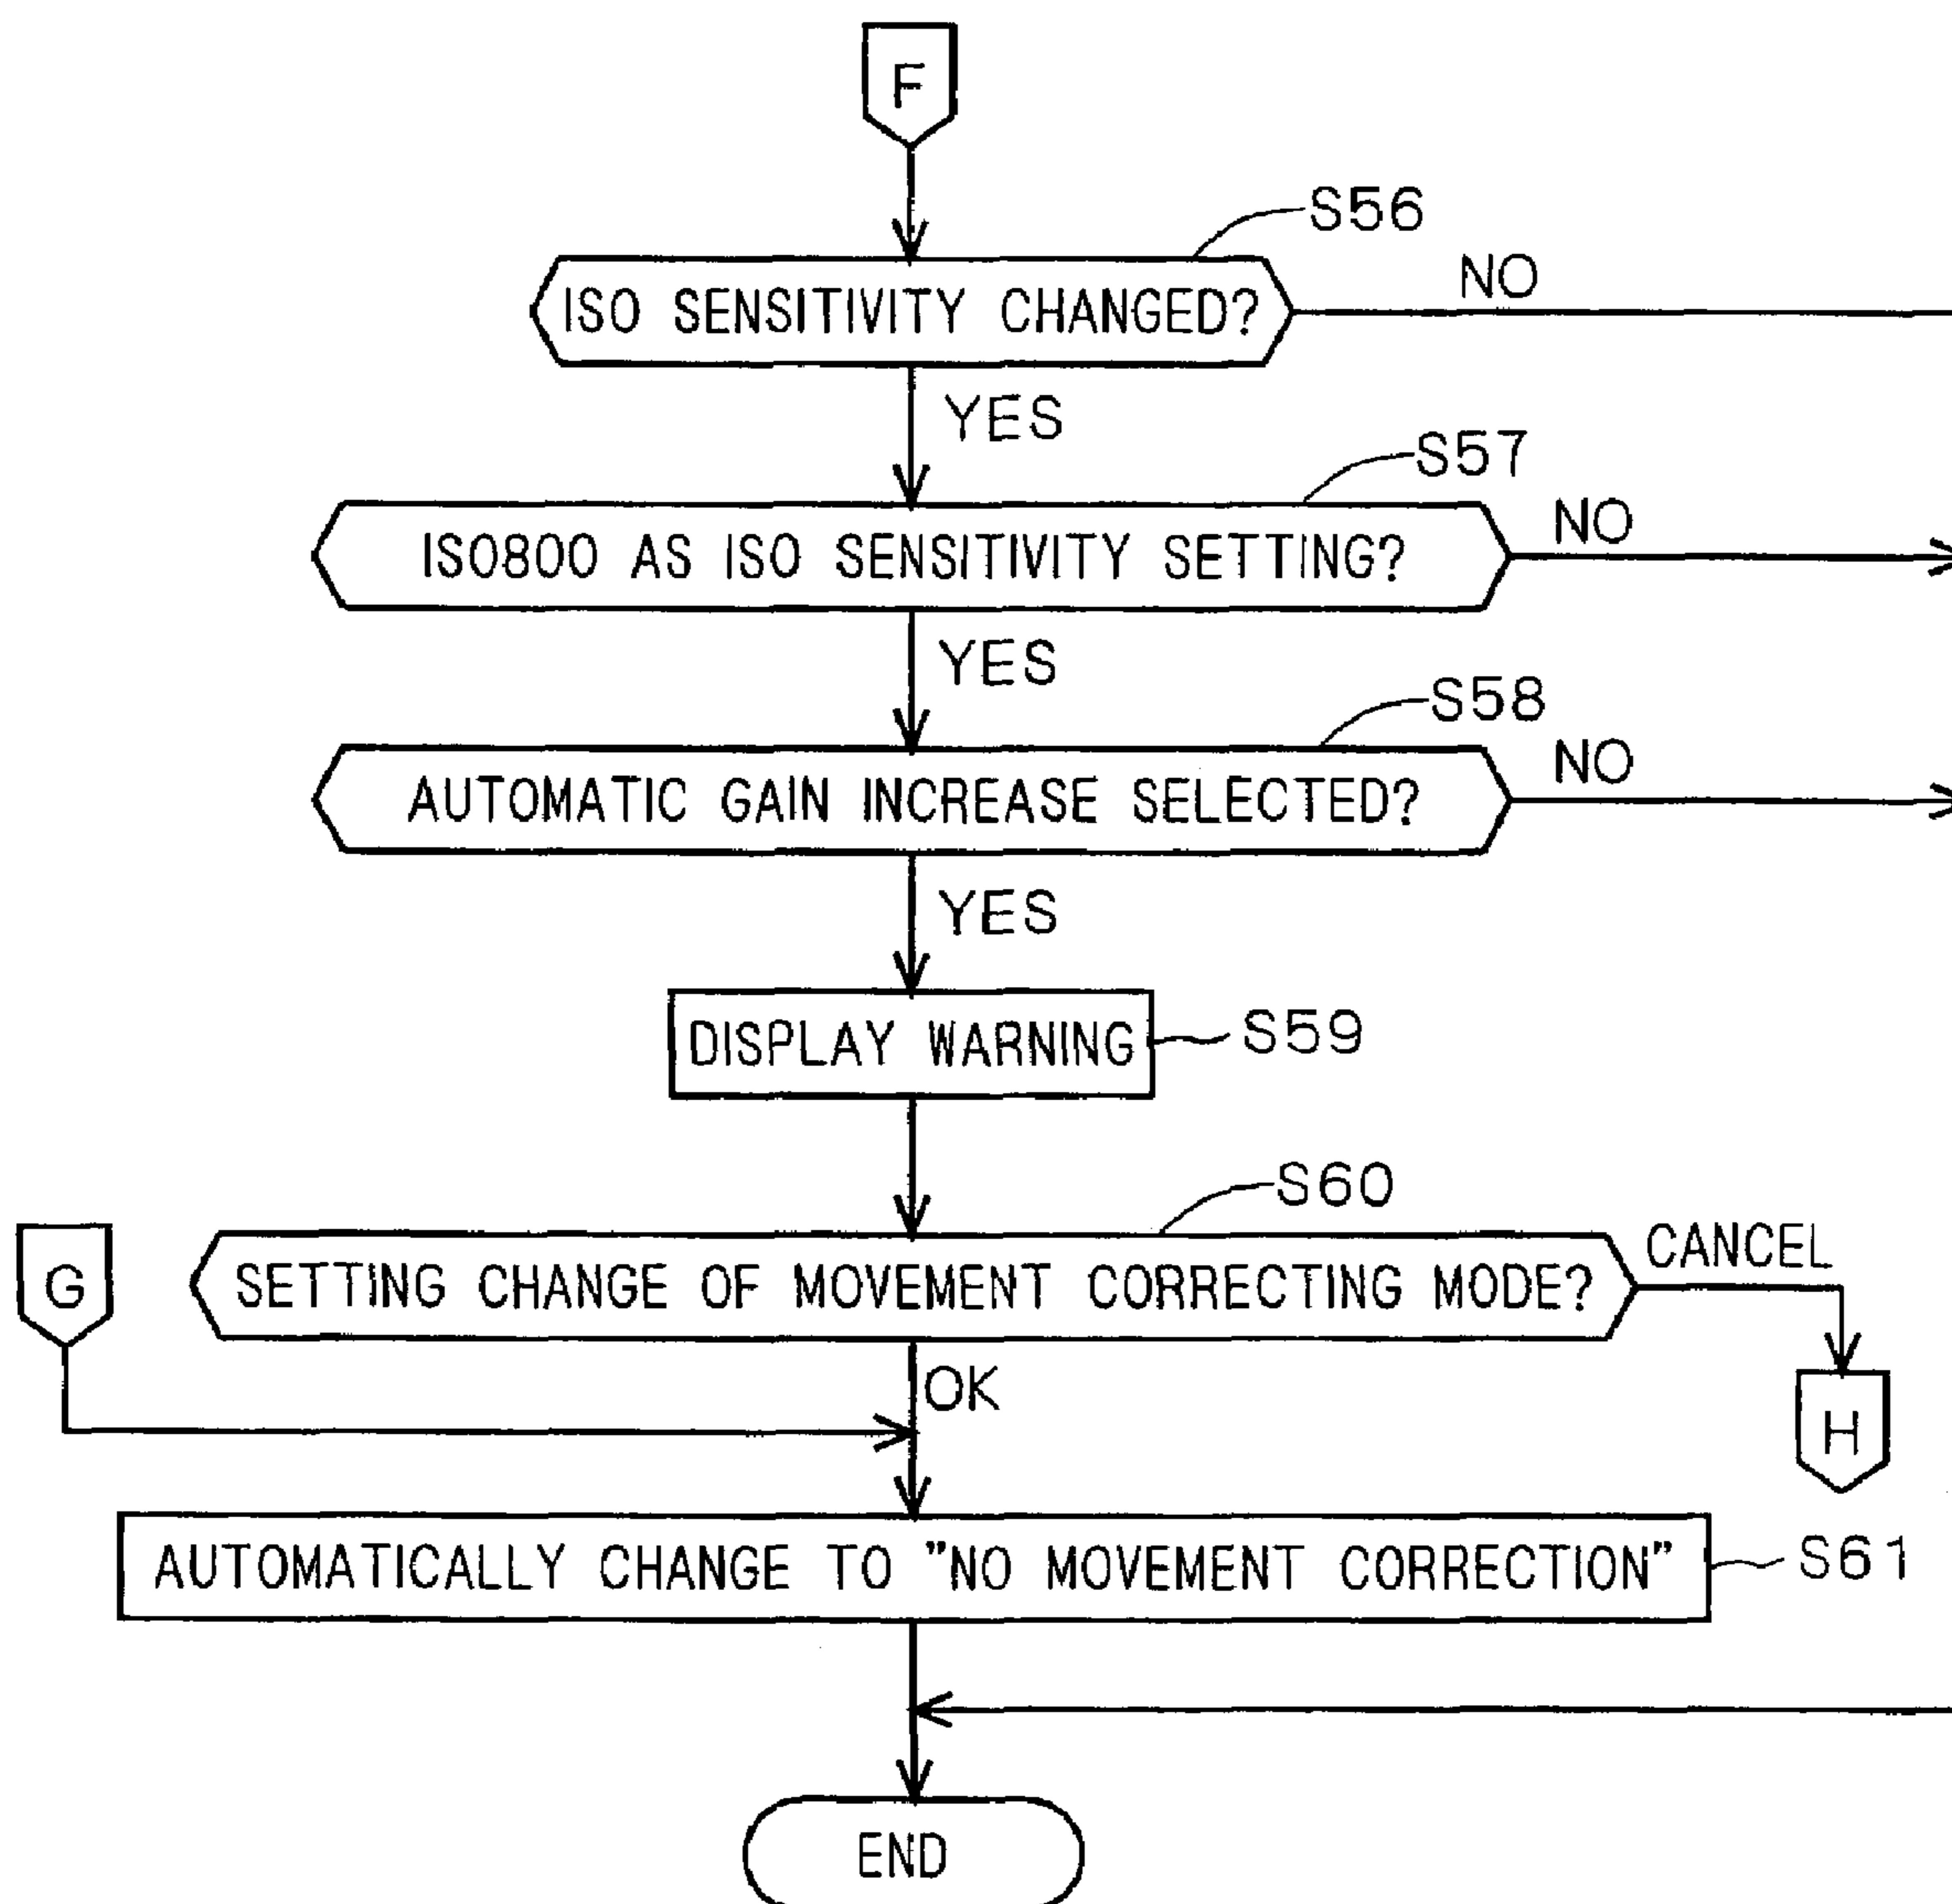 F
S56
ISO SENSITIVITY CHANGED?
NO
YES
S57
ISO800 AS ISO SENSITIVITY SETTING?
NO
YES
S58
AUTOMATIC GAIN INCREASE SELECTED?
NO
YES
DISPLAY WARNING
S59
S60
G
SETTING CHANGE OF MOVEMENT CORRECTING MODE?
CANCEL
OK
H
AUTOMATICALLY CHANGE TO "NO MOVEMENT CORRECTION"
S61
END